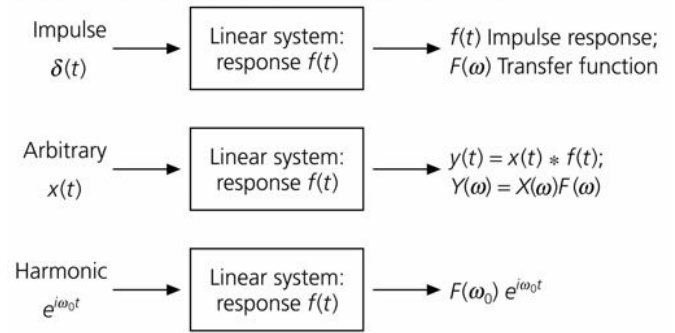 Impulse
δ(t)
Linear system:
response f(t)
f(t) Impulse response;
F(ω) Transfer function
Arbitrary
x(t)
Linear system:
response f(t)
y(t) = x(t) * f(t);
Y(ω) = X(ω)F(ω)
Harmonic
e^{iω₀t}
Linear system:
response f(t)
F(ω₀) e^{iω₀t}